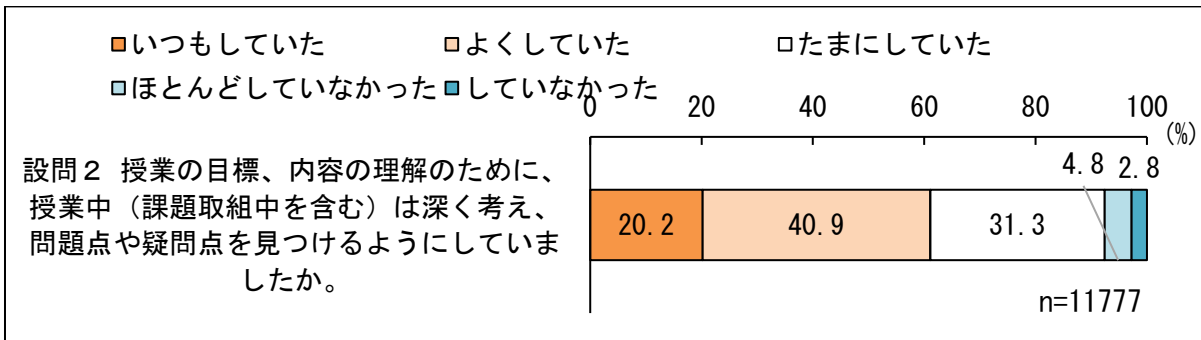 ■いつもしていた ■よくしていた □たまにしていた
■ほとんどしていなかった ■していなかった
0 20 40 60 80 100
(%)
設問２ 授業の目標、内容の理解のために、
授業中（課題取組中を含む）は深く考え、
問題点や疑問点を見つけるようにしていま
したか。
4.8 2.8
20.2 40.9 31.3
n=11777